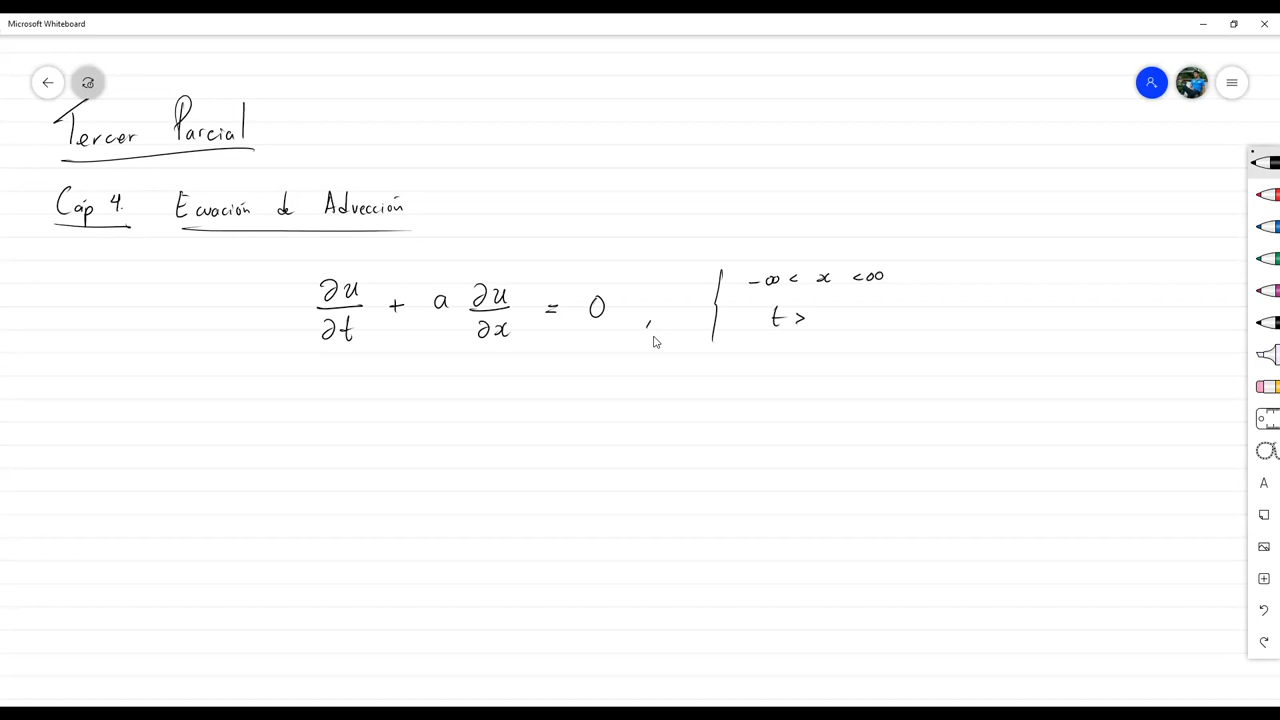 Microsoft Whiteboard
Tercer Parcial
Cáp 4. Ecuación de Advección
∂u/∂t + a ∂u/∂x = 0 , { -∞ < x < ∞
t >
A